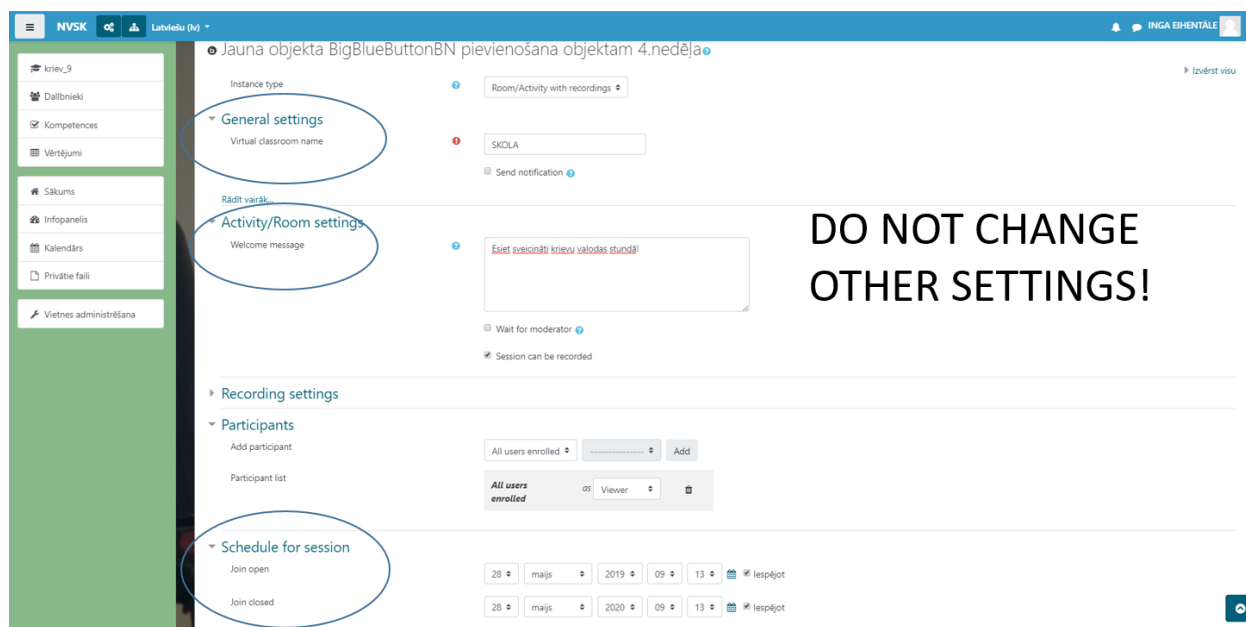 NVSK Latviešu (lv) INGA EIHENTĀLE
Jauna objekta BigBlueButtonBN pievienošana objektam 4.nedēļa
Izvērst visu
kriev_9
Dalībnieki
Kompetences
Vērtējumi
Sākums
Infopanelis
Kalendārs
Privātie faili
Vietnes administrēšana
Instance type Room/Activity with recordings
General settings
Virtual classroom name SKOLA
Send notification
Rādīt vairāk...
Activity/Room settings
Welcome message Esiet sveicināti krievu valodas stundā!
Wait for moderator
Session can be recorded
DO NOT CHANGE
OTHER SETTINGS!
Recording settings
Participants
Add participant All users enrolled --------------- Add
Participant list All users enrolled as Viewer
Schedule for session
Join open 28 maijs 2019 09 13 Iespējot
Join closed 28 maijs 2020 09 13 Iespējot